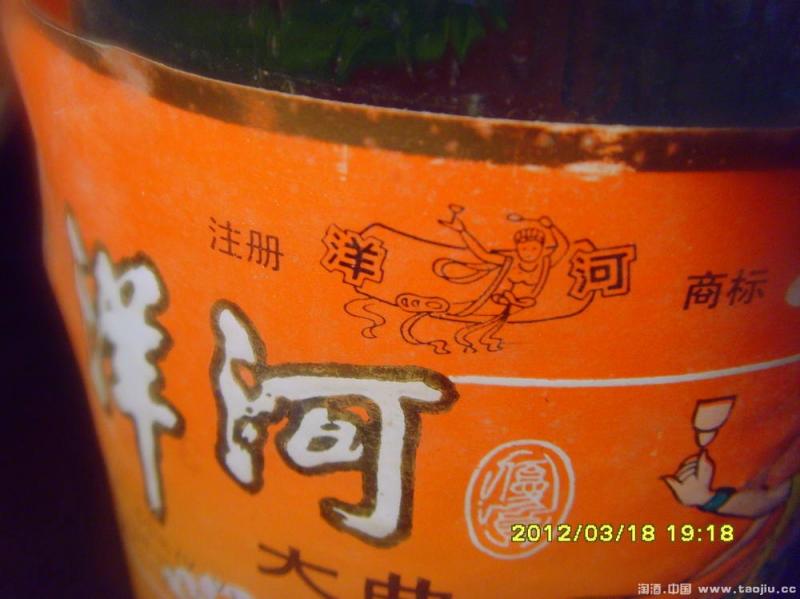 注册 洋河 商标
洋河
优质
大曲
2012/03/18 19:18
淘酒.中国 www.taojiu.cc